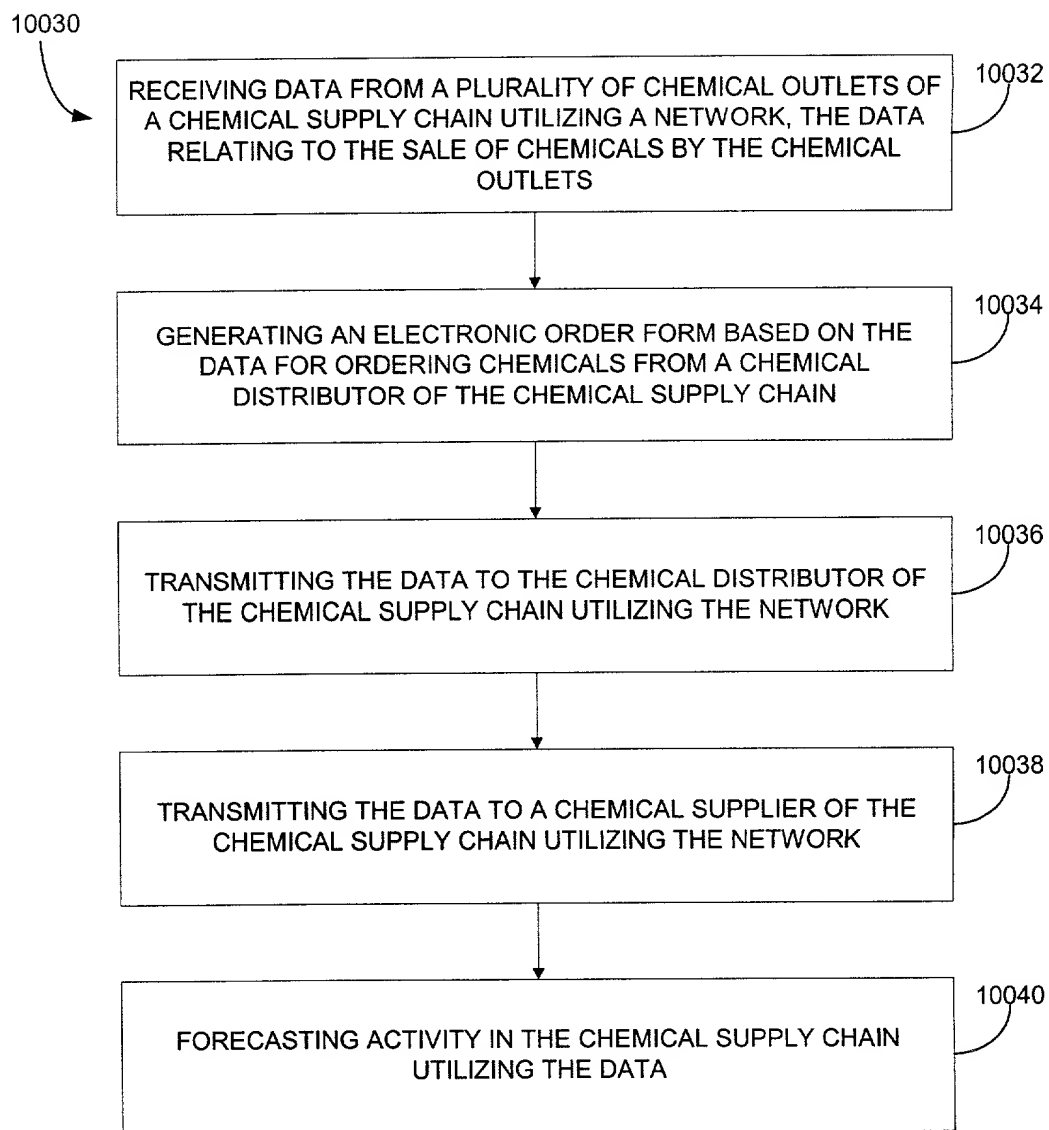 10030
10032
RECEIVING DATA FROM A PLURALITY OF CHEMICAL OUTLETS OF
A CHEMICAL SUPPLY CHAIN UTILIZING A NETWORK, THE DATA
RELATING TO THE SALE OF CHEMICALS BY THE CHEMICAL
OUTLETS
10034
GENERATING AN ELECTRONIC ORDER FORM BASED ON THE
DATA FOR ORDERING CHEMICALS FROM A CHEMICAL
DISTRIBUTOR OF THE CHEMICAL SUPPLY CHAIN
10036
TRANSMITTING THE DATA TO THE CHEMICAL DISTRIBUTOR OF
THE CHEMICAL SUPPLY CHAIN UTILIZING THE NETWORK
10038
TRANSMITTING THE DATA TO A CHEMICAL SUPPLIER OF THE
CHEMICAL SUPPLY CHAIN UTILIZING THE NETWORK
10040
FORECASTING ACTIVITY IN THE CHEMICAL SUPPLY CHAIN
UTILIZING THE DATA